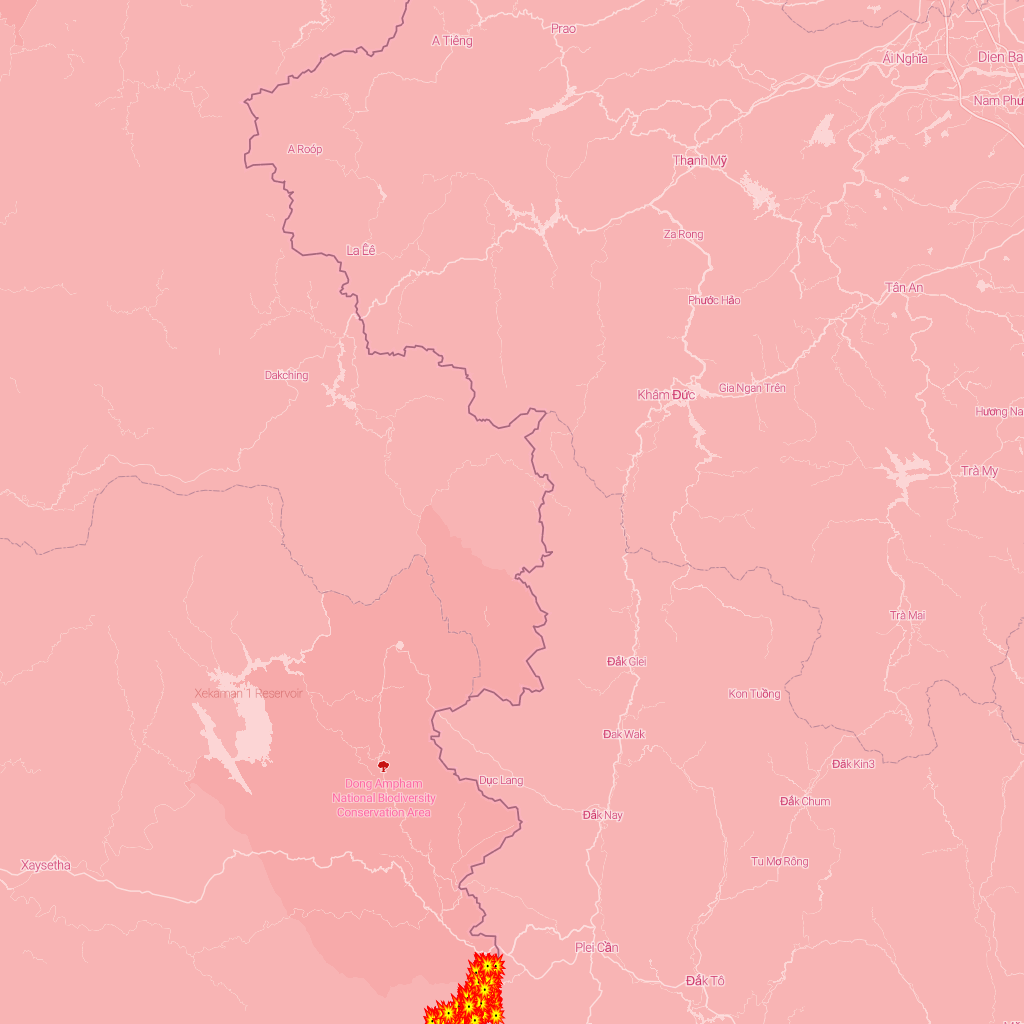 Prao
A Tiêng
Ái Nghĩa
Dien Ba
Nam Phư
A Roóp
Thạnh Mỹ
Za Rong
La Êê
Tân An
Phước Hảo
Dakching
Gia Ngan Trên
Khâm Đức
Hương Na
Trà My
Trà Mai
Đắk Glei
Xekaman 1 Reservoir
Kon Tuồng
Đak Wak
Đắk Kin3
Dục Lang
Dong Ampham
National Biodiversity
Conservation Area
Đắk Chum
Đắk Nay
Tu Mơ Rông
Xaysetha
Plei Cần
Đắk Tô